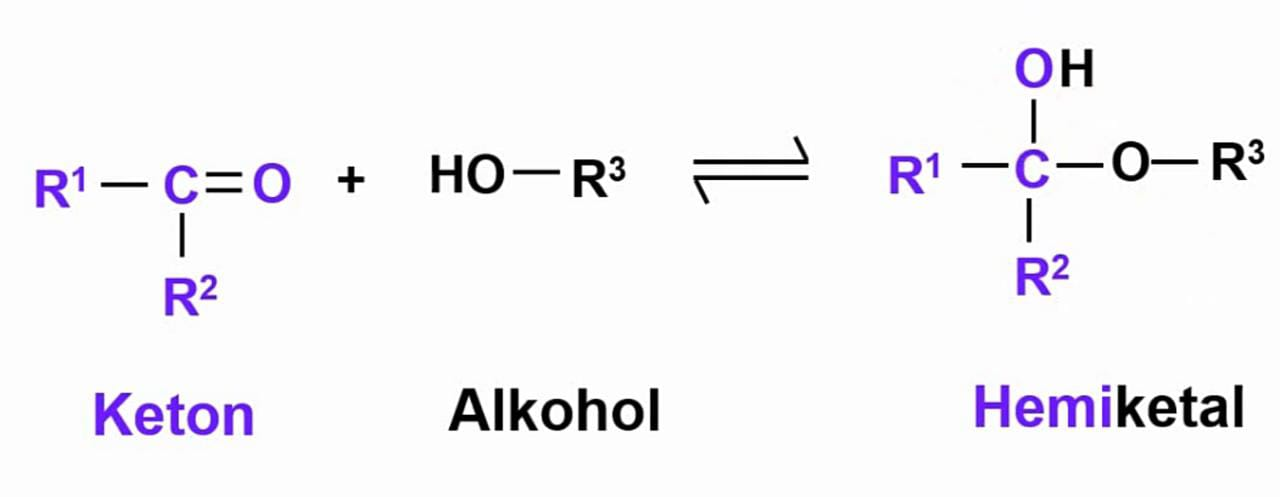 OH
R¹ — C=O + HO—R³ ⇌ R¹ —C—O—R³
R² R²
Keton Alkohol Hemiketal